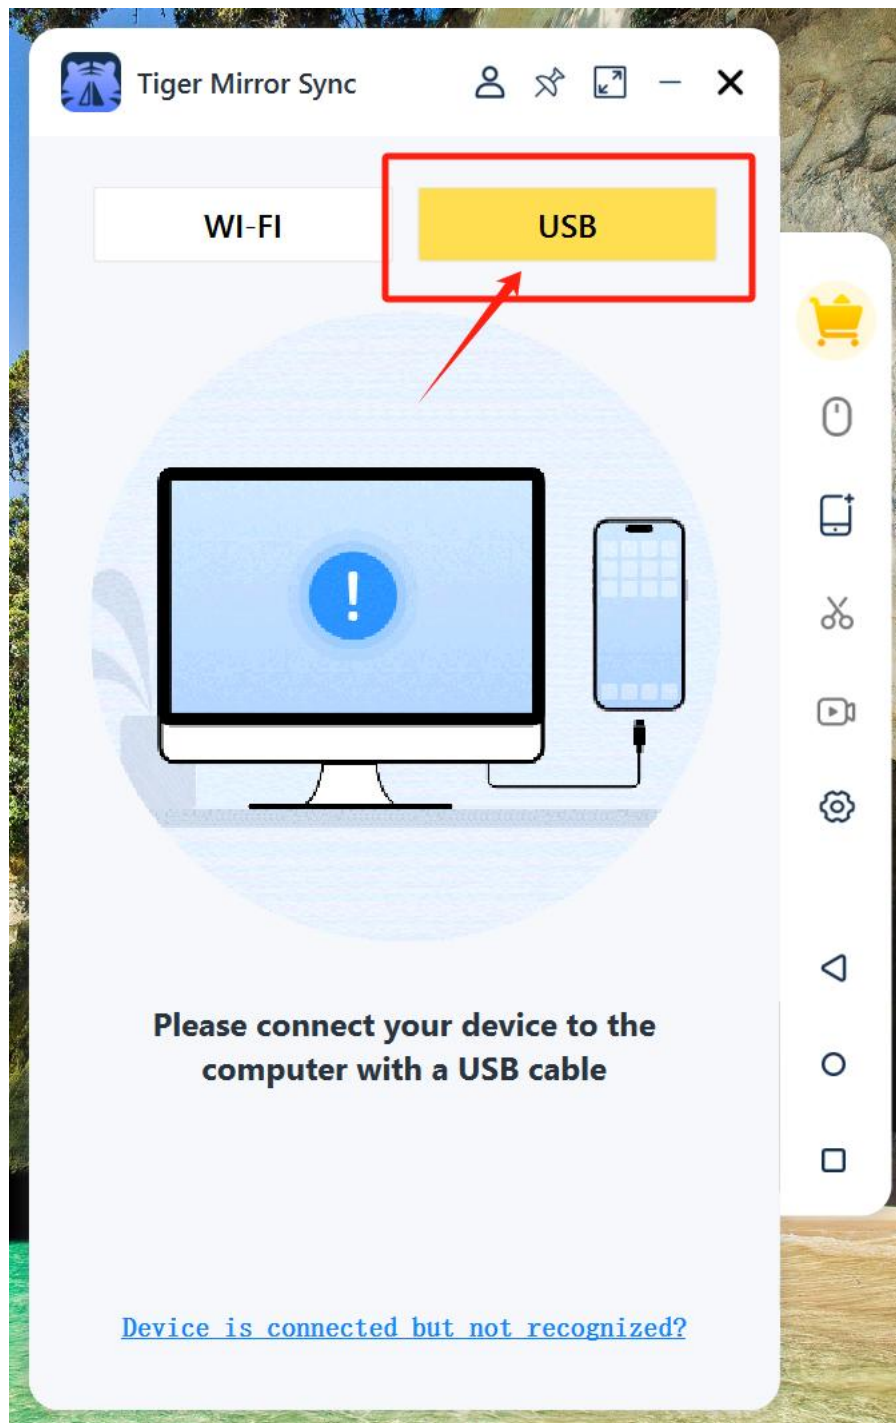 Tiger Mirror Sync
WI-FI
USB
Please connect your device to the
computer with a USB cable
Device is connected but not recognized?